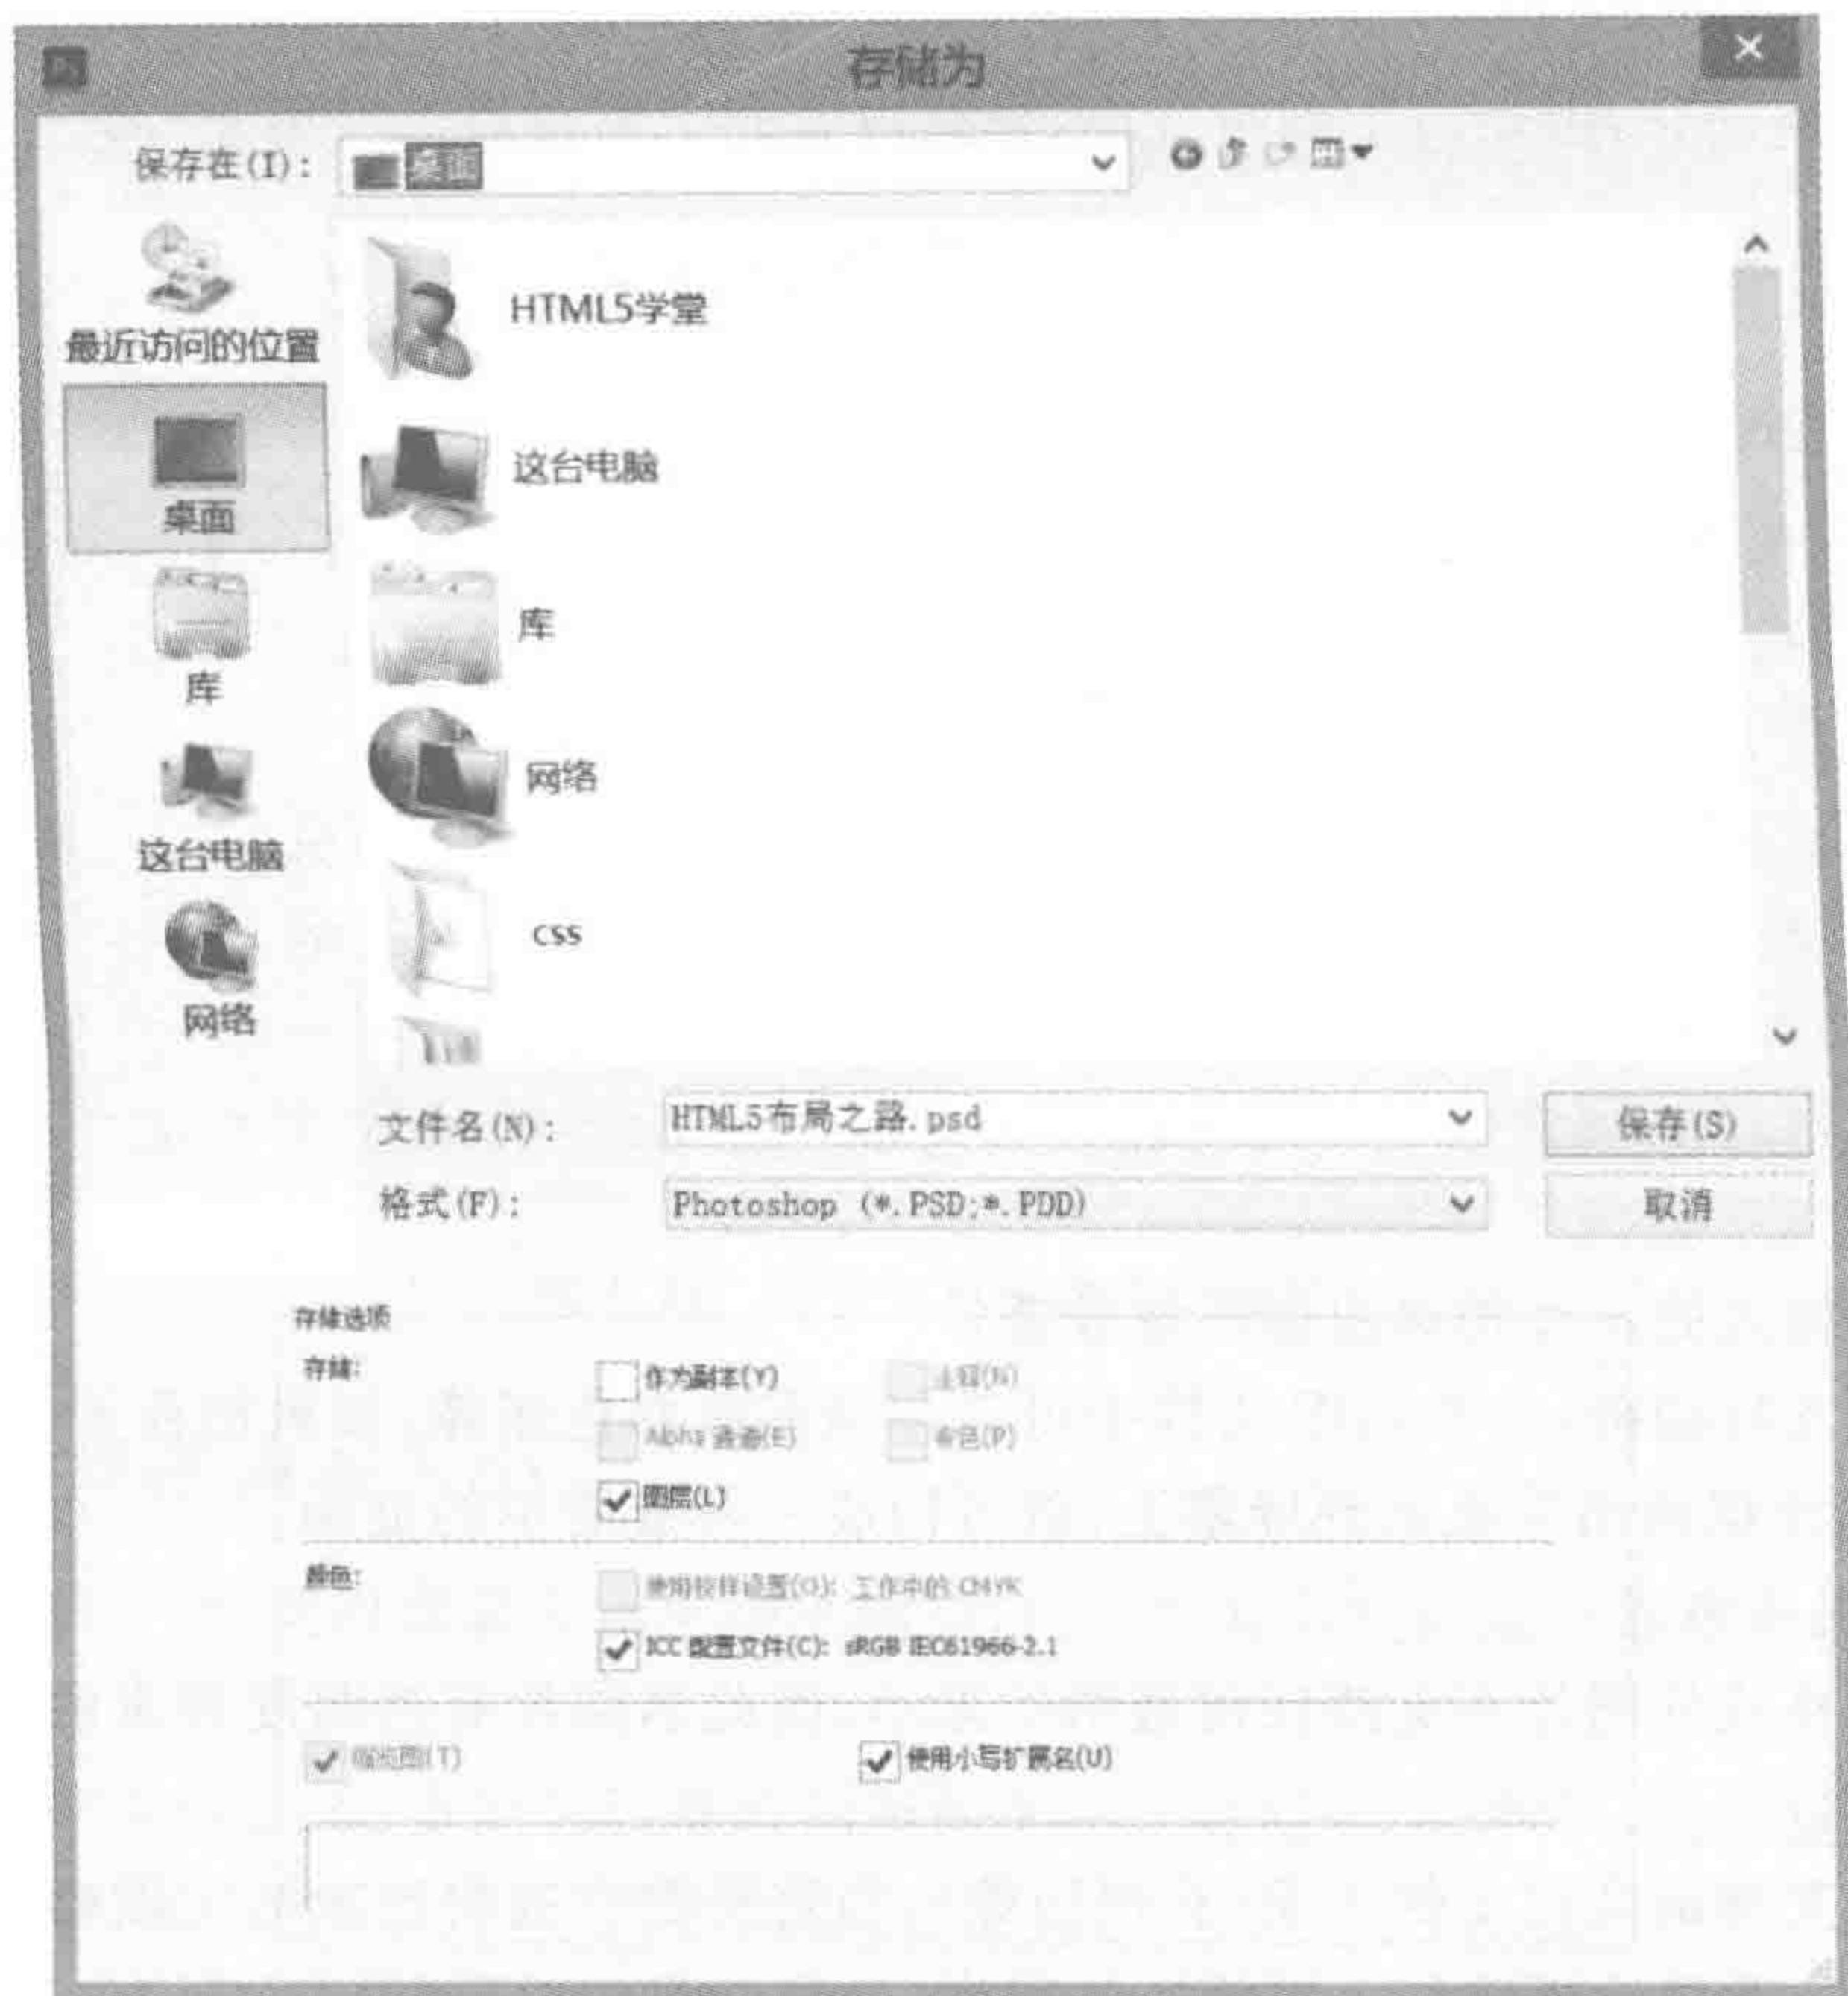 存储为
保存在(I): 桌面
最近访问的位置
桌面
库
这台电脑
网络
HTML5学堂
这台电脑
库
网络
css
文件名(N): HTML5布局之路.psd 保存(S)
格式(F): Photoshop (*.PSD;*.PDD) 取消
存储选项
存储: 作为副本(Y) 注释(N)
Alpha 通道(E) 专色(P)
图层(L)
颜色: 使用校样设置(O): 工作中的 CMYK
ICC 配置文件(C): sRGB IEC61966-2.1
缩览图(T) 使用小写扩展名(U)